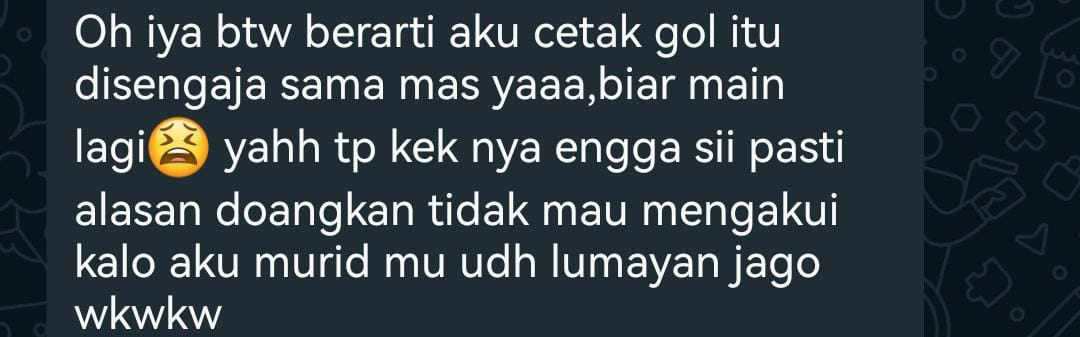 Oh iya btw berarti aku cetak gol itu
disengaja sama mas yaaa,biar main
lagi😫 yahh tp kek nya engga sii pasti
alasan doangkan tidak mau mengakui
kalo aku murid mu udh lumayan jago
wkwkw